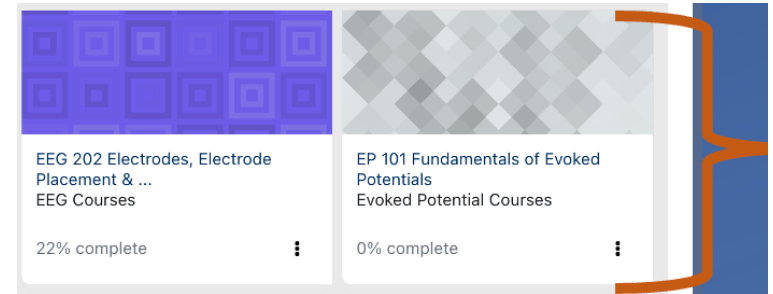 EEG 202 Electrodes, Electrode
Placement & ...
EEG Courses
22% complete
EP 101 Fundamentals of Evoked
Potentials
Evoked Potential Courses
0% complete